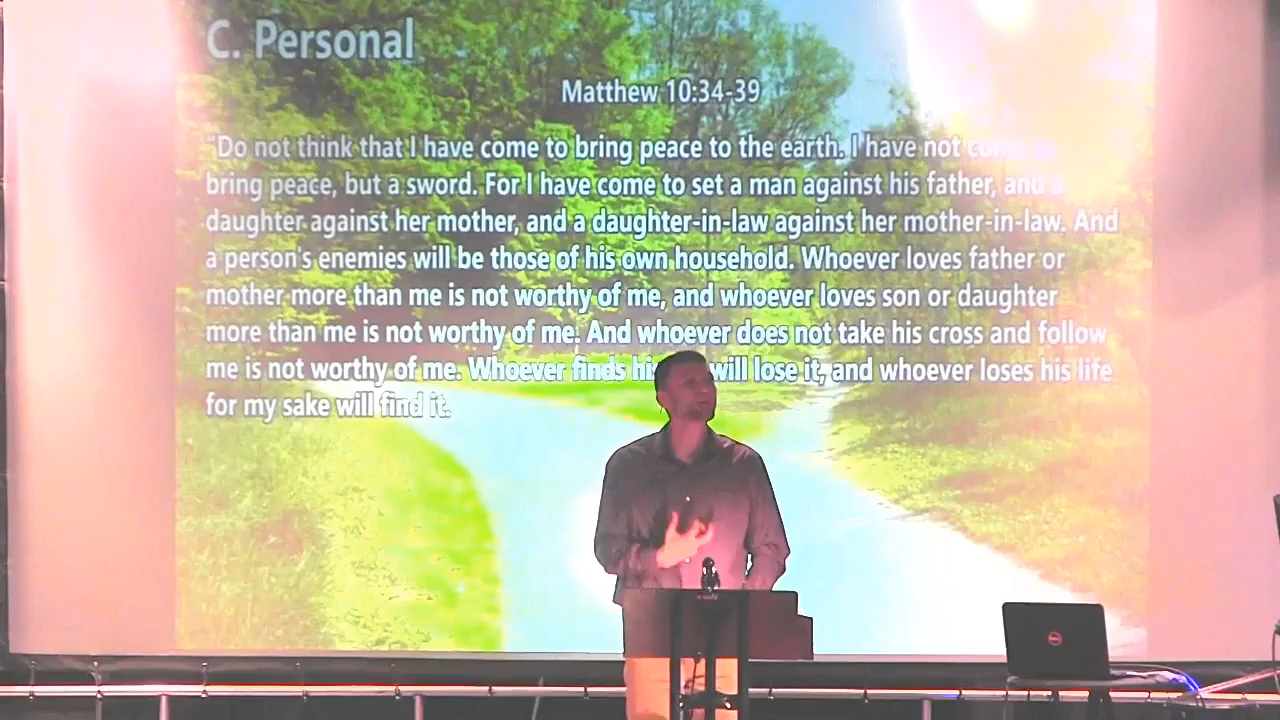 C. Personal
Matthew 10:34-39
“Do not think that I have come to bring peace to the earth. I have not
bring peace, but a sword. For I have come to set a man against his father, and a
daughter against her mother, and a daughter-in-law against her mother-in-law. And
a person's enemies will be those of his own household. Whoever loves father or
mother more than me is not worthy of me, and whoever loves son or daughter
more than me is not worthy of me. And whoever does not take his cross and follow
me is not worthy of me. Whoever finds his will lose it, and whoever loses his life
for my sake will find it.
DELL